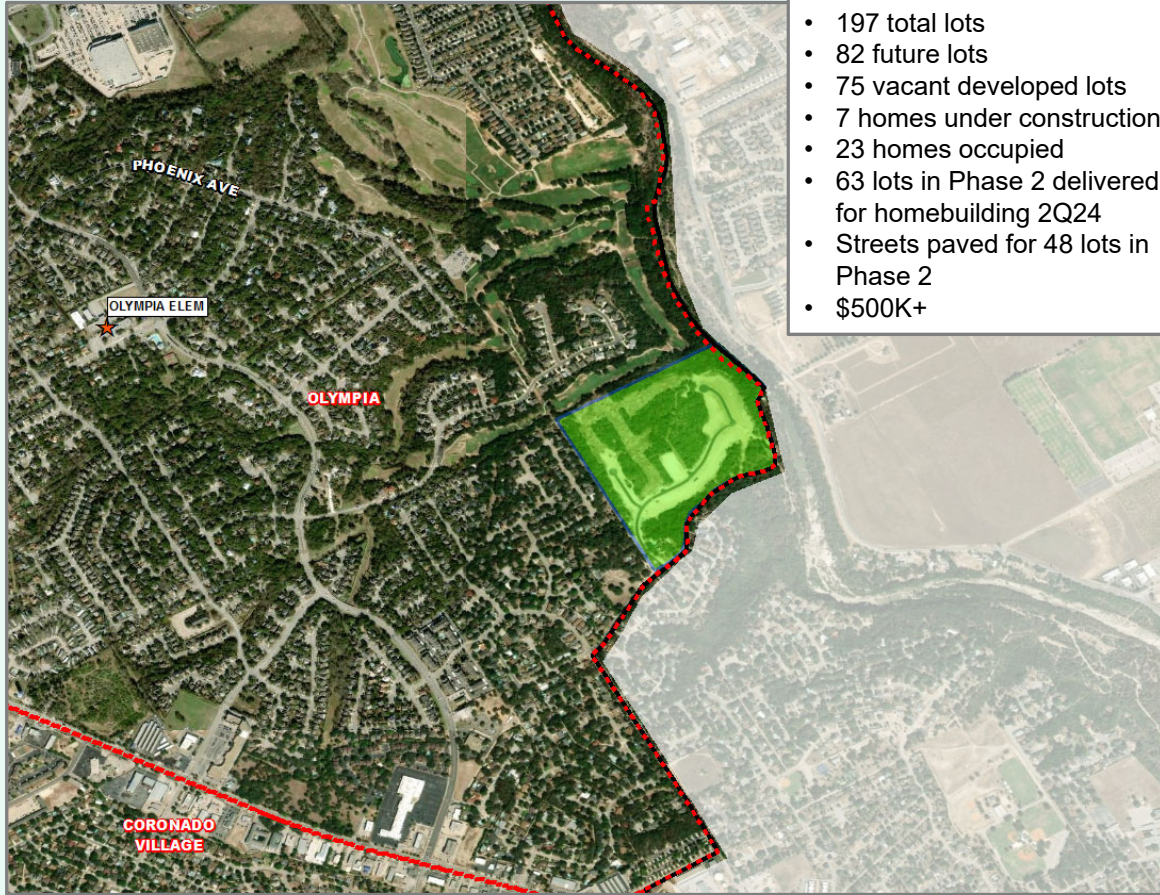 • 197 total lots
• 82 future lots
• 75 vacant developed lots
• 7 homes under construction
• 23 homes occupied
• 63 lots in Phase 2 delivered
for homebuilding 2Q24
• Streets paved for 48 lots in
Phase 2
• $500K+
PHOENIX AVE
OLYMPIA ELEM
OLYMPIA
CORONADO
VILLAGE